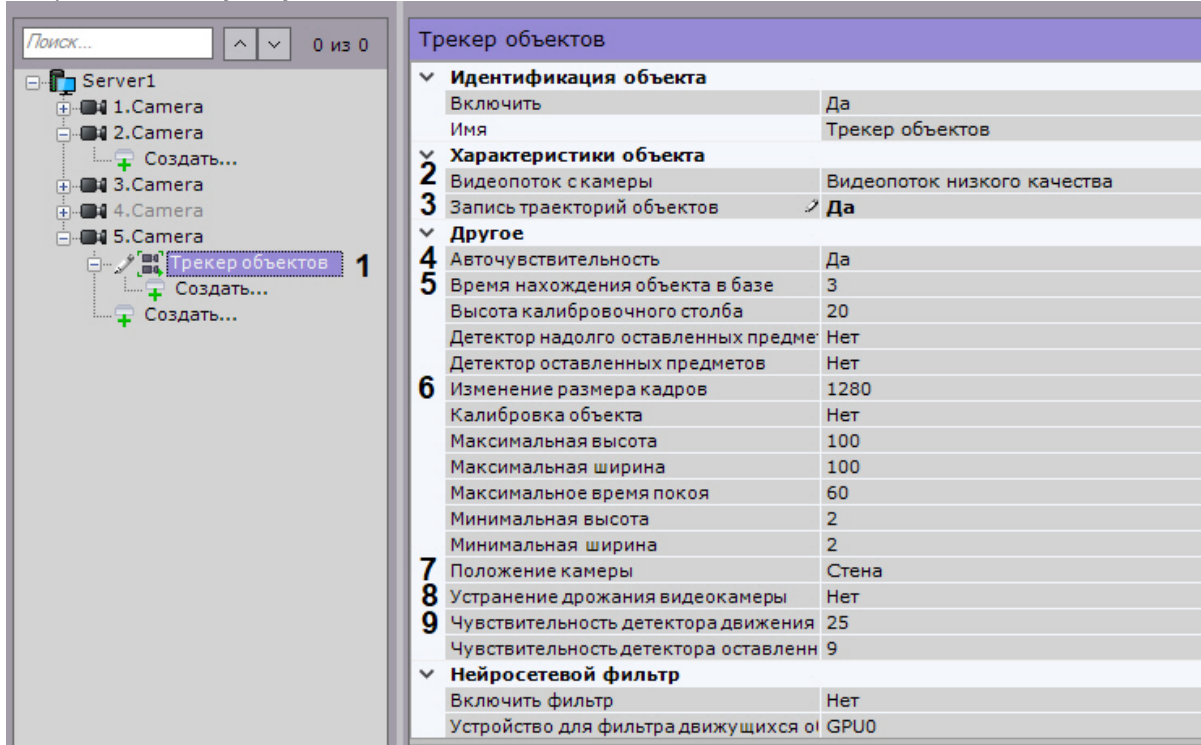 Поиск...
0 из 0
Server1
1.Camera
2.Camera
Создать...
3.Camera
4.Camera
5.Camera
Трекер объектов 1
Создать...
Создать...
Трекер объектов
Идентификация объекта
Включить Да
Имя Трекер объектов
Характеристики объекта
2 Видеопоток с камеры Видеопоток низкого качества
3 Запись траекторий объектов Да
Другое
4 Авточувствительность Да
5 Время нахождения объекта в базе 3
Высота калибровочного столба 20
Детектор надолго оставленных предме Нет
Детектор оставленных предметов Нет
6 Изменение размера кадров 1280
Калибровка объекта Нет
Максимальная высота 100
Максимальная ширина 100
Максимальное время покоя 60
Минимальная высота 2
Минимальная ширина 2
7 Положение камеры Стена
8 Устранение дрожания видеокамеры Нет
9 Чувствительность детектора движения 25
Чувствительность детектора оставленн 9
Нейросетевой фильтр
Включить фильтр Нет
Устройство для фильтра движущихся о GPU0